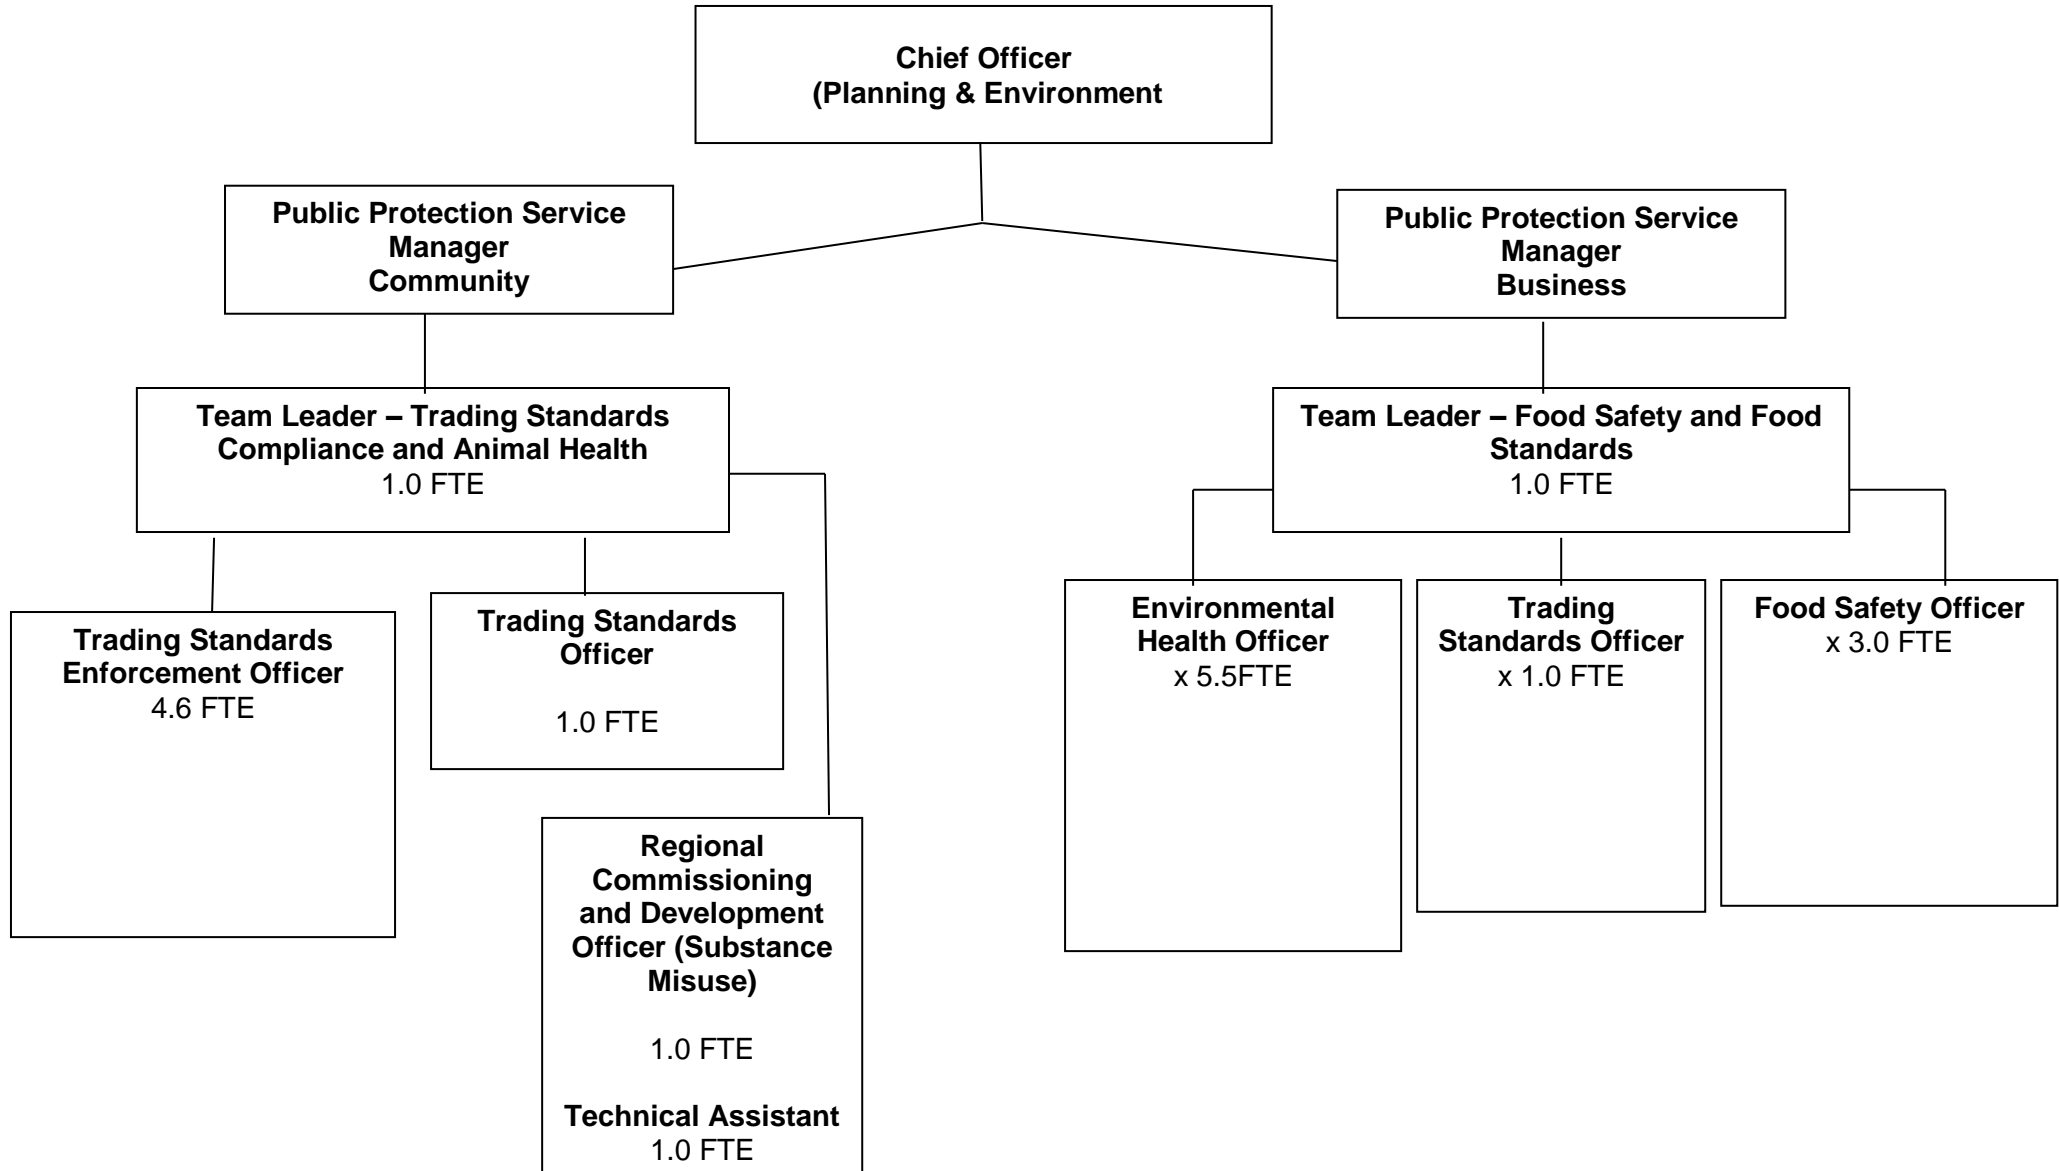 Chief Officer
(Planning & Environment
Public Protection Service
Manager
Community
Public Protection Service
Manager
Business
Team Leader – Trading Standards
Compliance and Animal Health
1.0 FTE
Team Leader – Food Safety and Food
Standards
1.0 FTE
Trading Standards
Enforcement Officer
4.6 FTE
Trading Standards
Officer
1.0 FTE
Regional
Commissioning
and Development
Officer (Substance
Misuse)
1.0 FTE
Technical Assistant
1.0 FTE
Environmental
Health Officer
x 5.5FTE
Trading
Standards Officer
x 1.0 FTE
Food Safety Officer
x 3.0 FTE